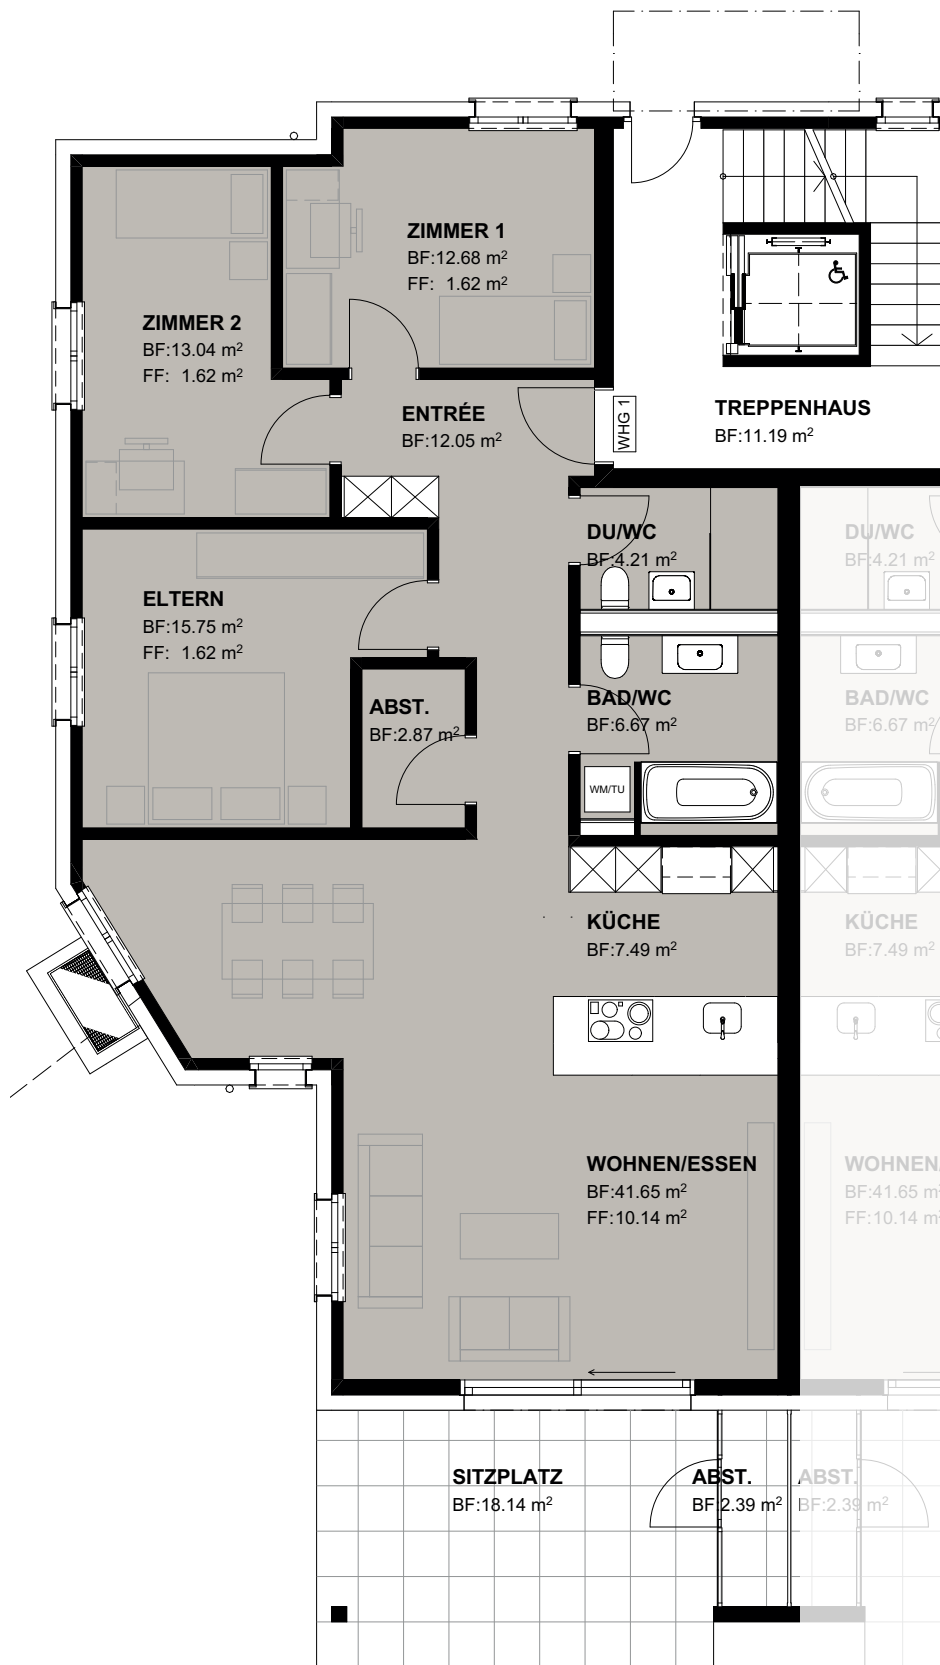 ZIMMER 1
BF:12.68 m²
FF: 1.62 m²
ZIMMER 2
BF:13.04 m²
FF: 1.62 m²
ENTRÉE
BF:12.05 m²
WHG 1
TREPPENHAUS
BF:11.19 m²
DU/WC
BF:4.21 m²
DU/WC
BF:4.21 m²
ELTERN
BF:15.75 m²
FF: 1.62 m²
ABST.
BF:2.87 m²
BAD/WC
BF:6.67 m²
BAD/WC
BF:6.67 m²
WM/TU
KÜCHE
BF:7.49 m²
KÜCHE
BF:7.49 m²
WOHNEN/ESSEN
BF:41.65 m²
FF:10.14 m²
WOHNEN/
BF:41.65 m²
FF:10.14 m²
SITZPLATZ
BF:18.14 m²
ABST.
BF:2.39 m²
ABST.
BF:2.39 m²